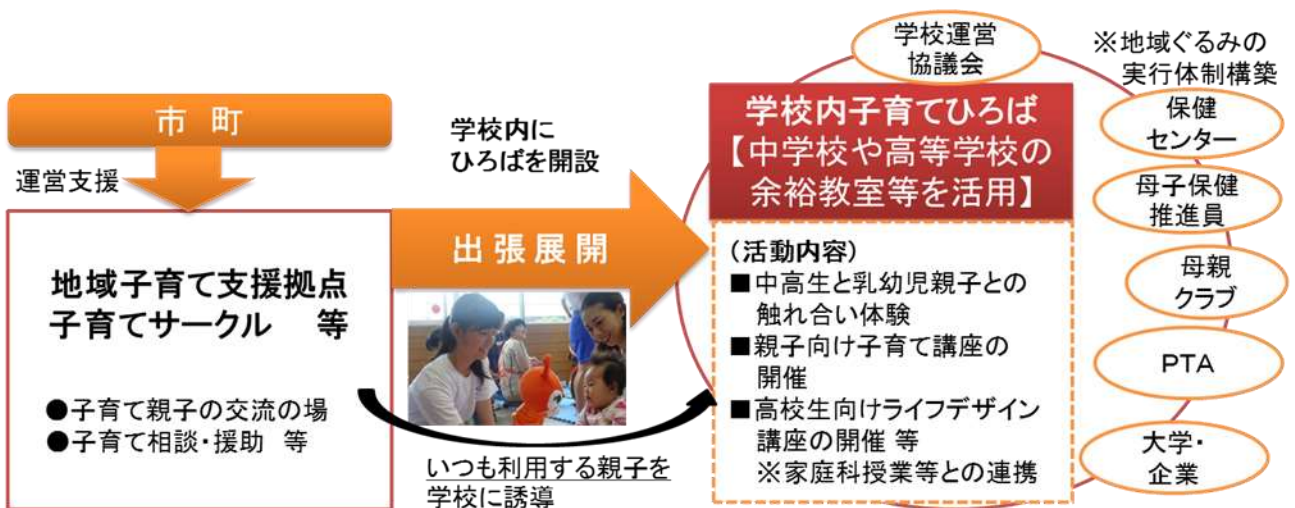 市 町
運営支援
地域子育て支援拠点
子育てサークル 等
●子育て親子の交流の場
●子育て相談・援助 等
学校内に
ひろばを開設
出張展開
いつも利用する親子を
学校に誘導
学校内子育てひろば
【中学校や高等学校の
余裕教室等を活用】
(活動内容)
■中高生と乳幼児親子との
触れ合い体験
■親子向け子育て講座の
開催
■高校生向けライフデザイン
講座の開催 等
※家庭科授業等との連携
学校運営
協議会
※地域ぐるみの
実行体制構築
保健
センター
母子保健
推進員
母親
クラブ
PTA
大学・
企業